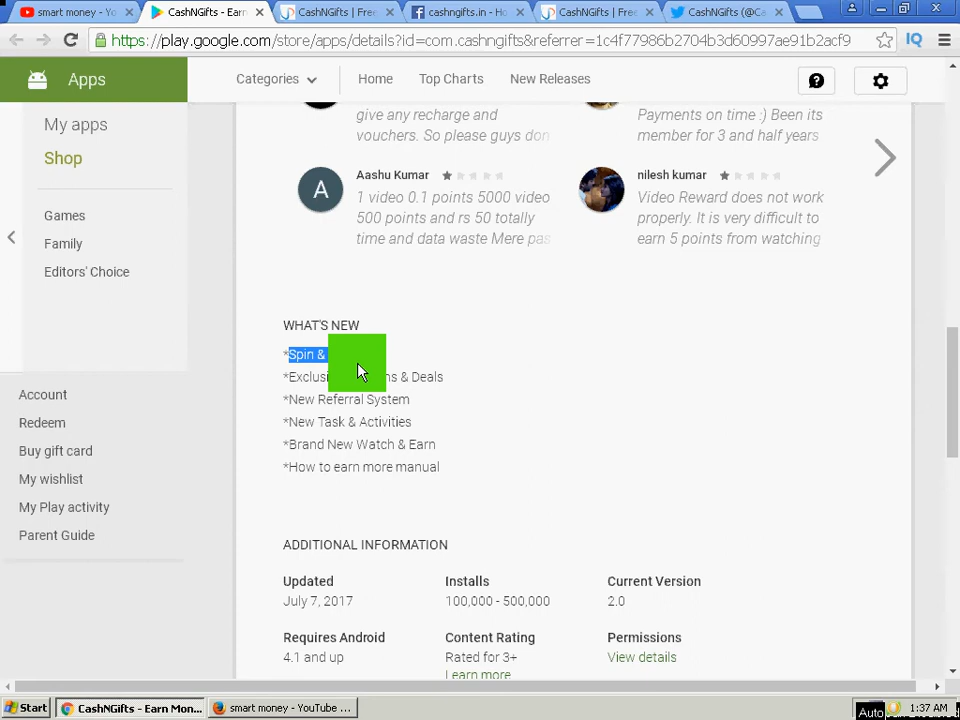 smart money - Yo
CashNGifts - Earn
CashNGifts | Free
cashngifts.in - Ho
CashNGifts | Free
CashNGifts (@Ca
https://play.google.com/store/apps/details?id=com.cashngifts&referrer=1c4f77986b2704b3d60997ae91b2acf9
IQ
Apps
Categories
Home
Top Charts
New Releases
My apps
Shop
Games
Family
Editors' Choice
Account
Redeem
Buy gift card
My wishlist
My Play activity
Parent Guide
give any recharge and
vouchers. So please guys don
Payments on time :) Been its
member for 3 and half years
A
Aashu Kumar
1 video 0.1 points 5000 video
500 points and rs 50 totally
time and data waste Mere pas
nilesh kumar
Video Reward does not work
properly. It is very difficult to
earn 5 points from watching
WHAT'S NEW
*Spin &
*Exclusi ns & Deals
*New Referral System
*New Task & Activities
*Brand New Watch & Earn
*How to earn more manual
ADDITIONAL INFORMATION
Updated
July 7, 2017
Installs
100,000 - 500,000
Current Version
2.0
Requires Android
4.1 and up
Content Rating
Rated for 3+
Learn more
Permissions
View details
Start
CashNGifts - Earn Mon...
smart money - YouTube ...
1:37 AM